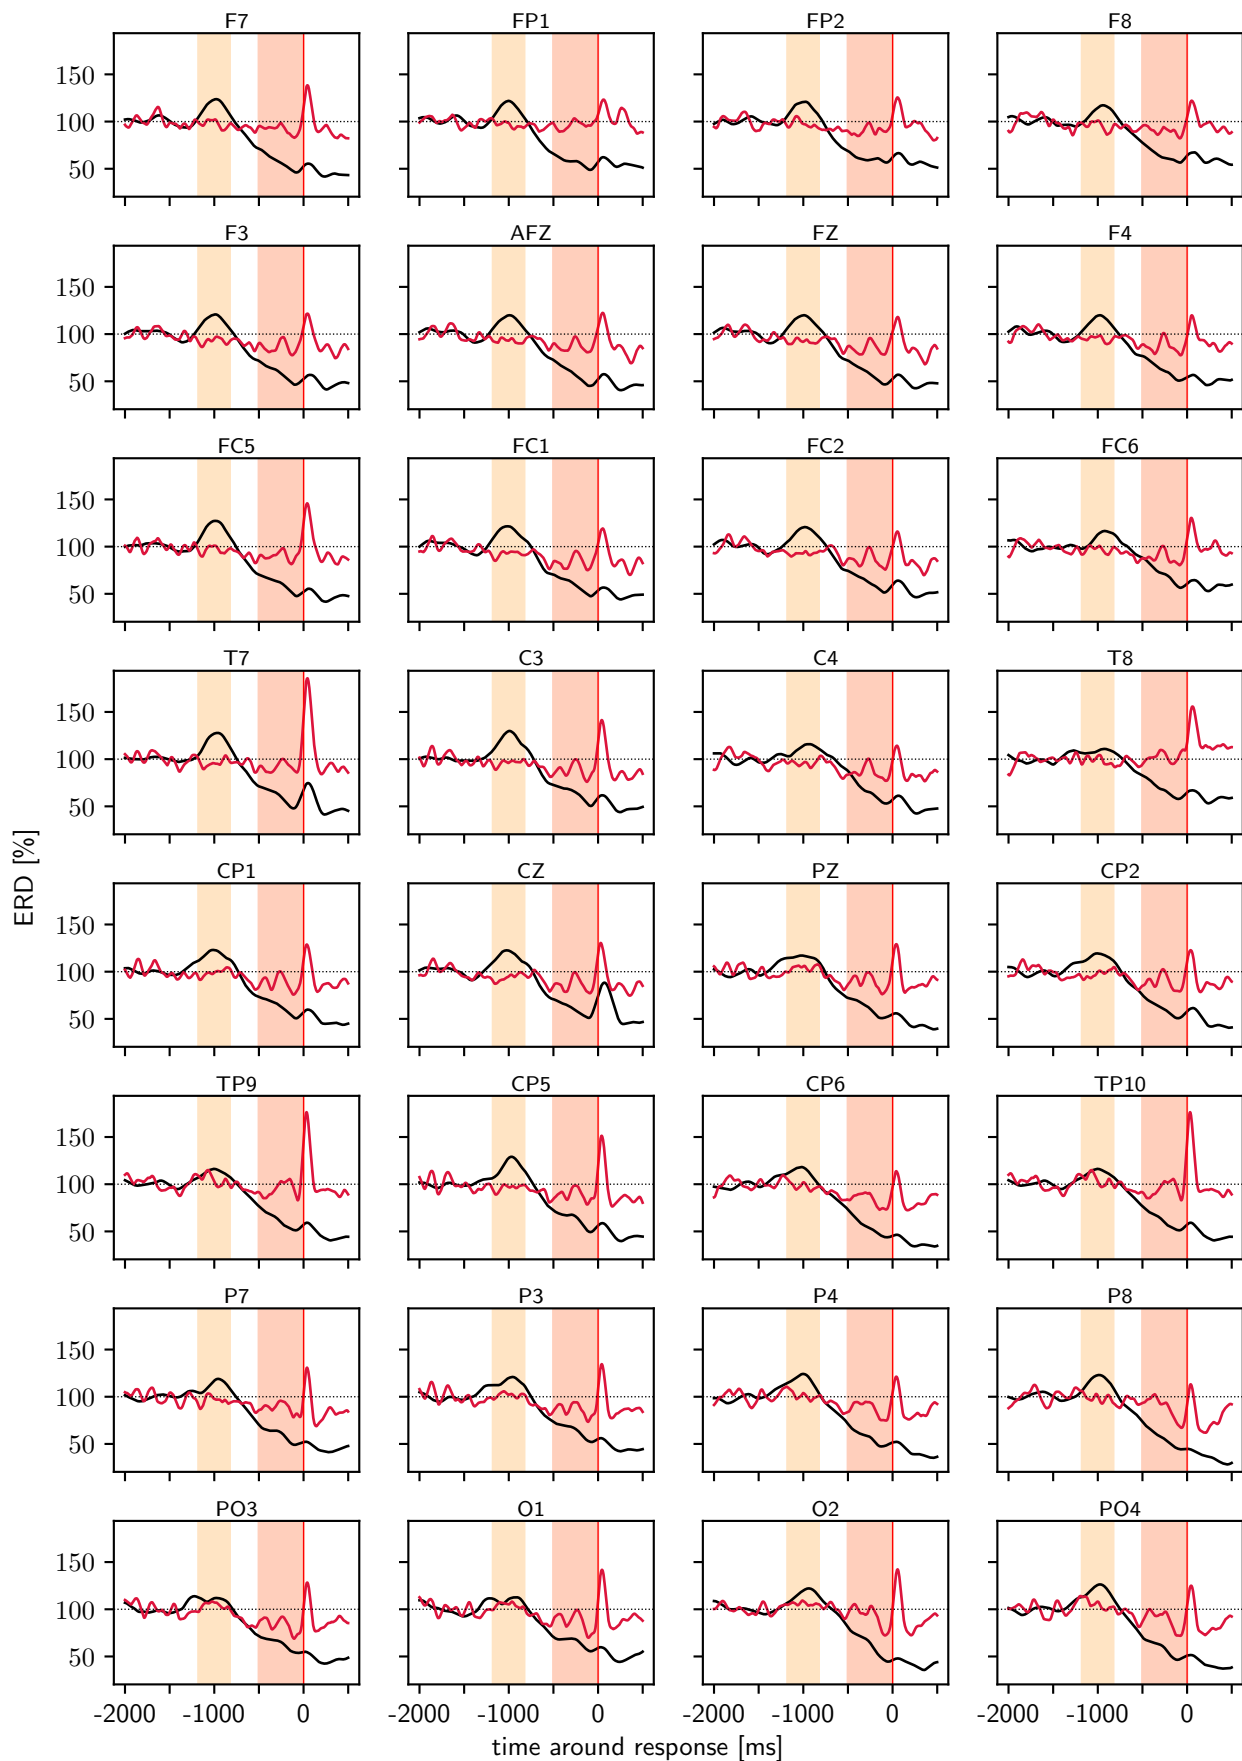 F7 FP1 FP2 F8
150
100
50
F3 AFZ FZ F4
150
100
50
FC5 FC1 FC2 FC6
150
100
50
T7 C3 C4 T8
150
100
50
ERD [%]
CP1 CZ PZ CP2
150
100
50
TP9 CP5 CP6 TP10
150
100
50
P7 P3 P4 P8
150
100
50
PO3 O1 O2 PO4
150
100
50
-2000 -1000 0 -2000 -1000 0 -2000 -1000 0 -2000 -1000 0
time around response [ms]